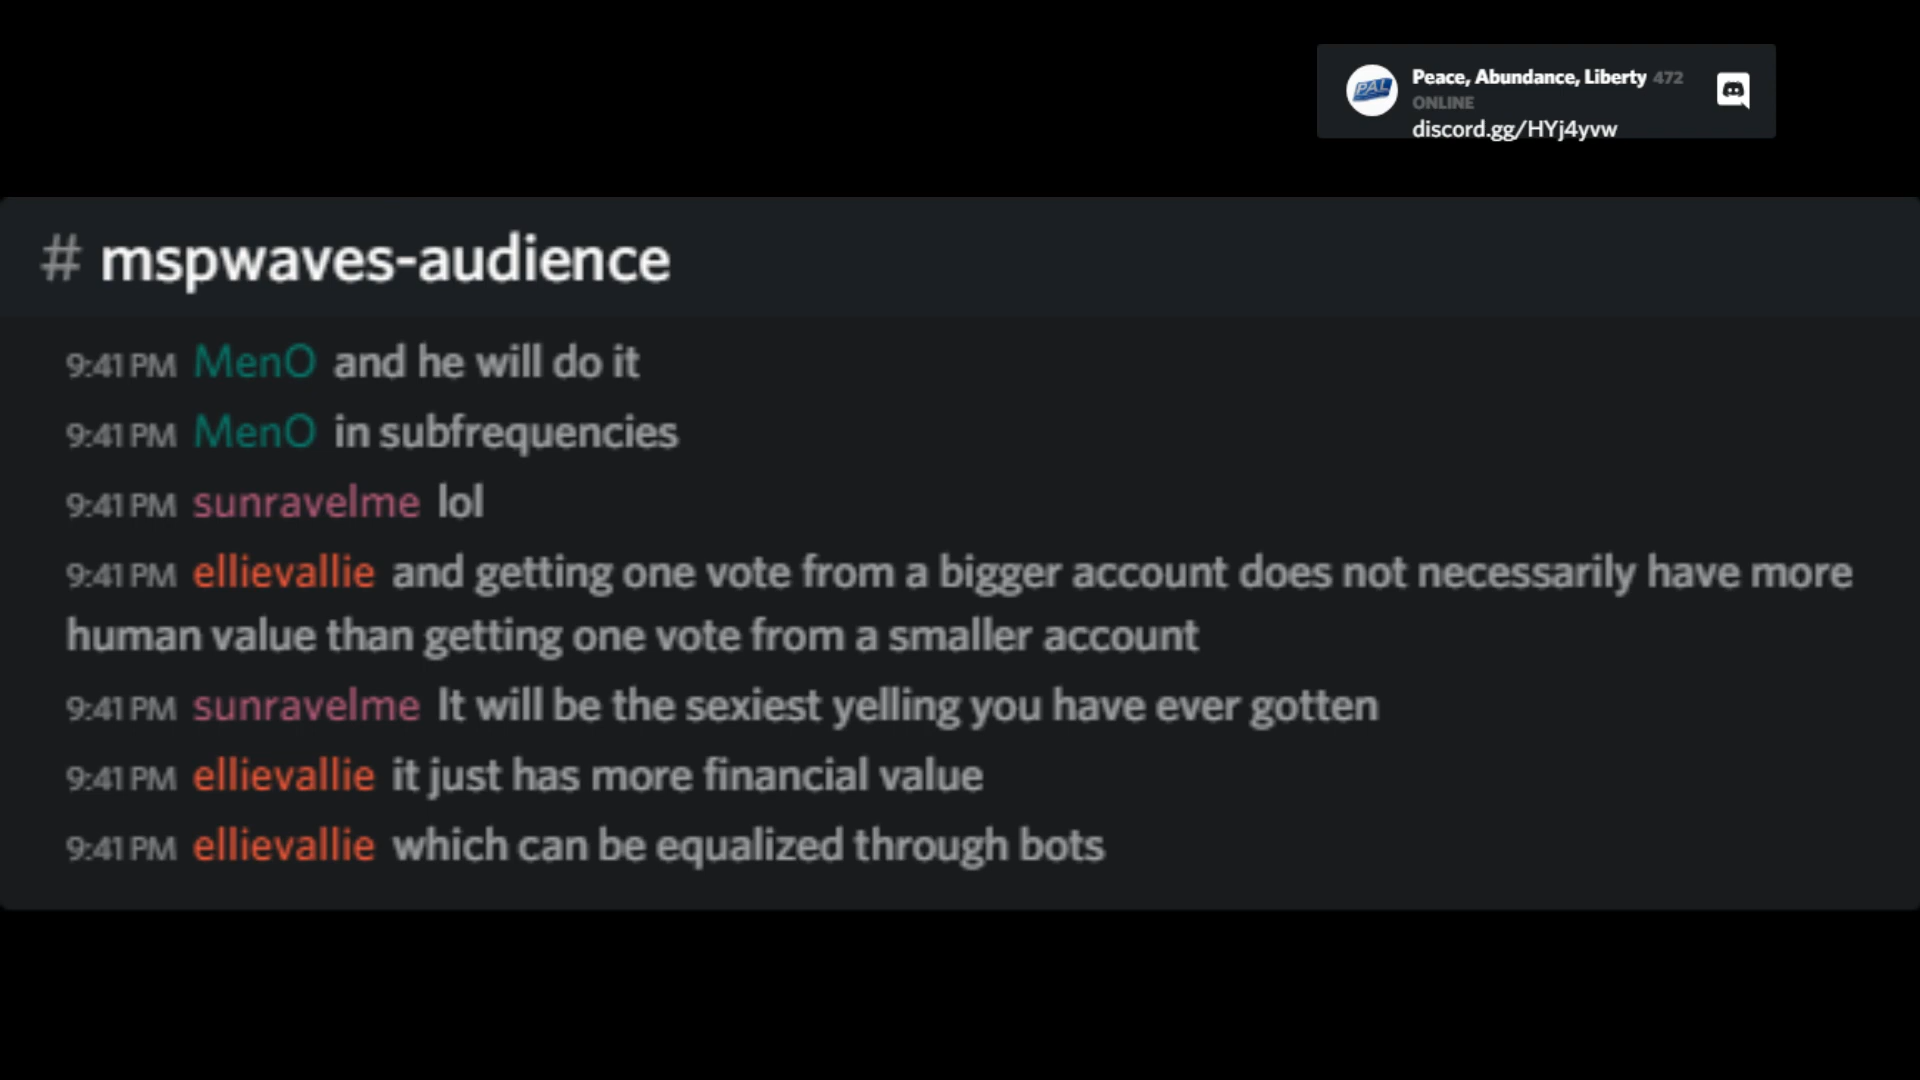 PAL
Peace, Abundance, Liberty 472
ONLINE
discord.gg/HYj4yvw
# mspwaves-audience
9:41 PM MenO and he will do it
9:41 PM MenO in subfrequencies
9:41 PM sunravelme lol
9:41 PM ellievallie and getting one vote from a bigger account does not necessarily have more
human value than getting one vote from a smaller account
9:41 PM sunravelme It will be the sexiest yelling you have ever gotten
9:41 PM ellievallie it just has more financial value
9:41 PM ellievallie which can be equalized through bots